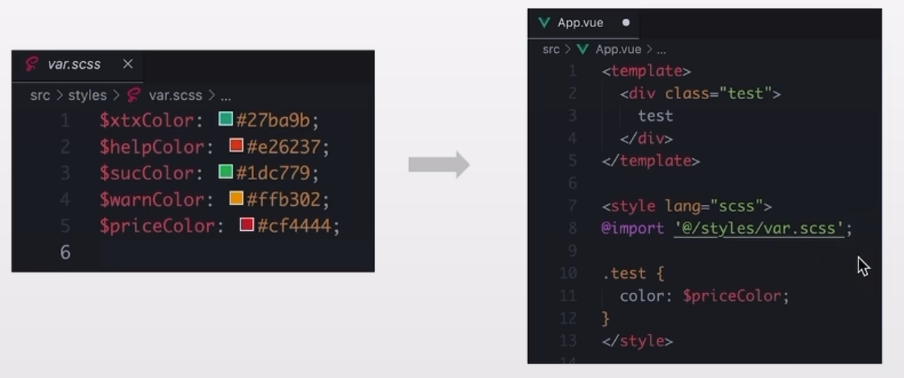 var.scss
src > styles > var.scss > ...
1 $xtxColor: #27ba9b;
2 $helpColor: #e26237;
3 $sucColor: #1dc779;
4 $warnColor: #ffb302;
5 $priceColor: #cf4444;
6
App.vue
src > App.vue > ...
1 <template>
2 <div class="test">
3 test
4 </div>
5 </template>
6
7 <style lang="scss">
8 @import '@/styles/var.scss';
9
10 .test {
11 color: $priceColor;
12 }
13 </style>
14